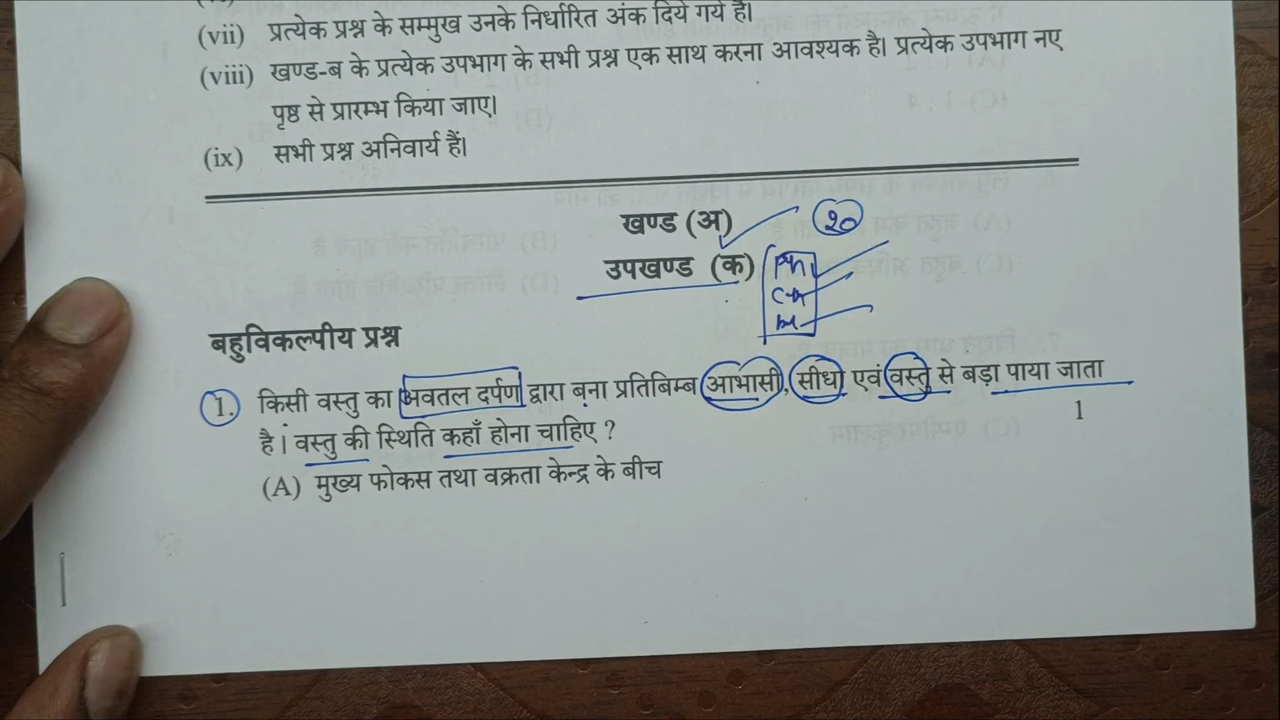 (vii) प्रत्येक प्रश्न के सम्मुख उनके निर्धारित अंक दिये गये हैं।
(viii) खण्ड-ब के प्रत्येक उपभाग के सभी प्रश्न एक साथ करना आवश्यक है। प्रत्येक उपभाग नए
पृष्ठ से प्रारम्भ किया जाए।
(ix) सभी प्रश्न अनिवार्य हैं।
खण्ड (अ) 20
उपखण्ड (क) Ph
बहुविकल्पीय प्रश्न
1. किसी वस्तु का अवतल दर्पण द्वारा बना प्रतिबिम्ब आभासी, सीधा एवं वस्तु से बड़ा पाया जाता
है। वस्तु की स्थिति कहाँ होना चाहिए ? 1
(A) मुख्य फोकस तथा वक्रता केन्द्र के बीच